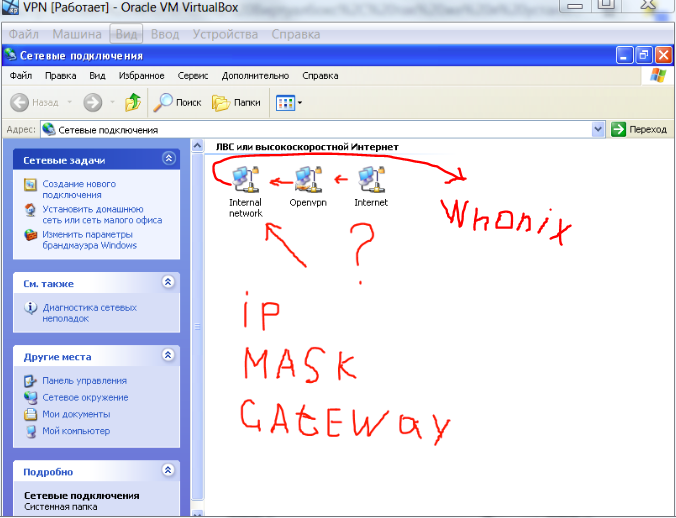 VPN [Работает] - Oracle VM VirtualBox
Файл Машина Вид Ввод Устройства Справка
Сетевые подключения
Файл Правка Вид Избранное Сервис Дополнительно Справка
Назад Поиск Папки
Адрес: Сетевые подключения Переход
Сетевые задачи
Создание нового
подключения
Установить домашнюю
сеть или сеть малого офиса
Изменить параметры
брандмауэра Windows
См. также
Диагностика сетевых
неполадок
Другие места
Панель управления
Сетевое окружение
Мои документы
Мой компьютер
Подробно
Сетевые подключения
Системная папка
ЛВС или высокоскоростной Интернет
Internal
network
Openvpn
Internet
Whonix
?
iP
MASK
GAtEWay